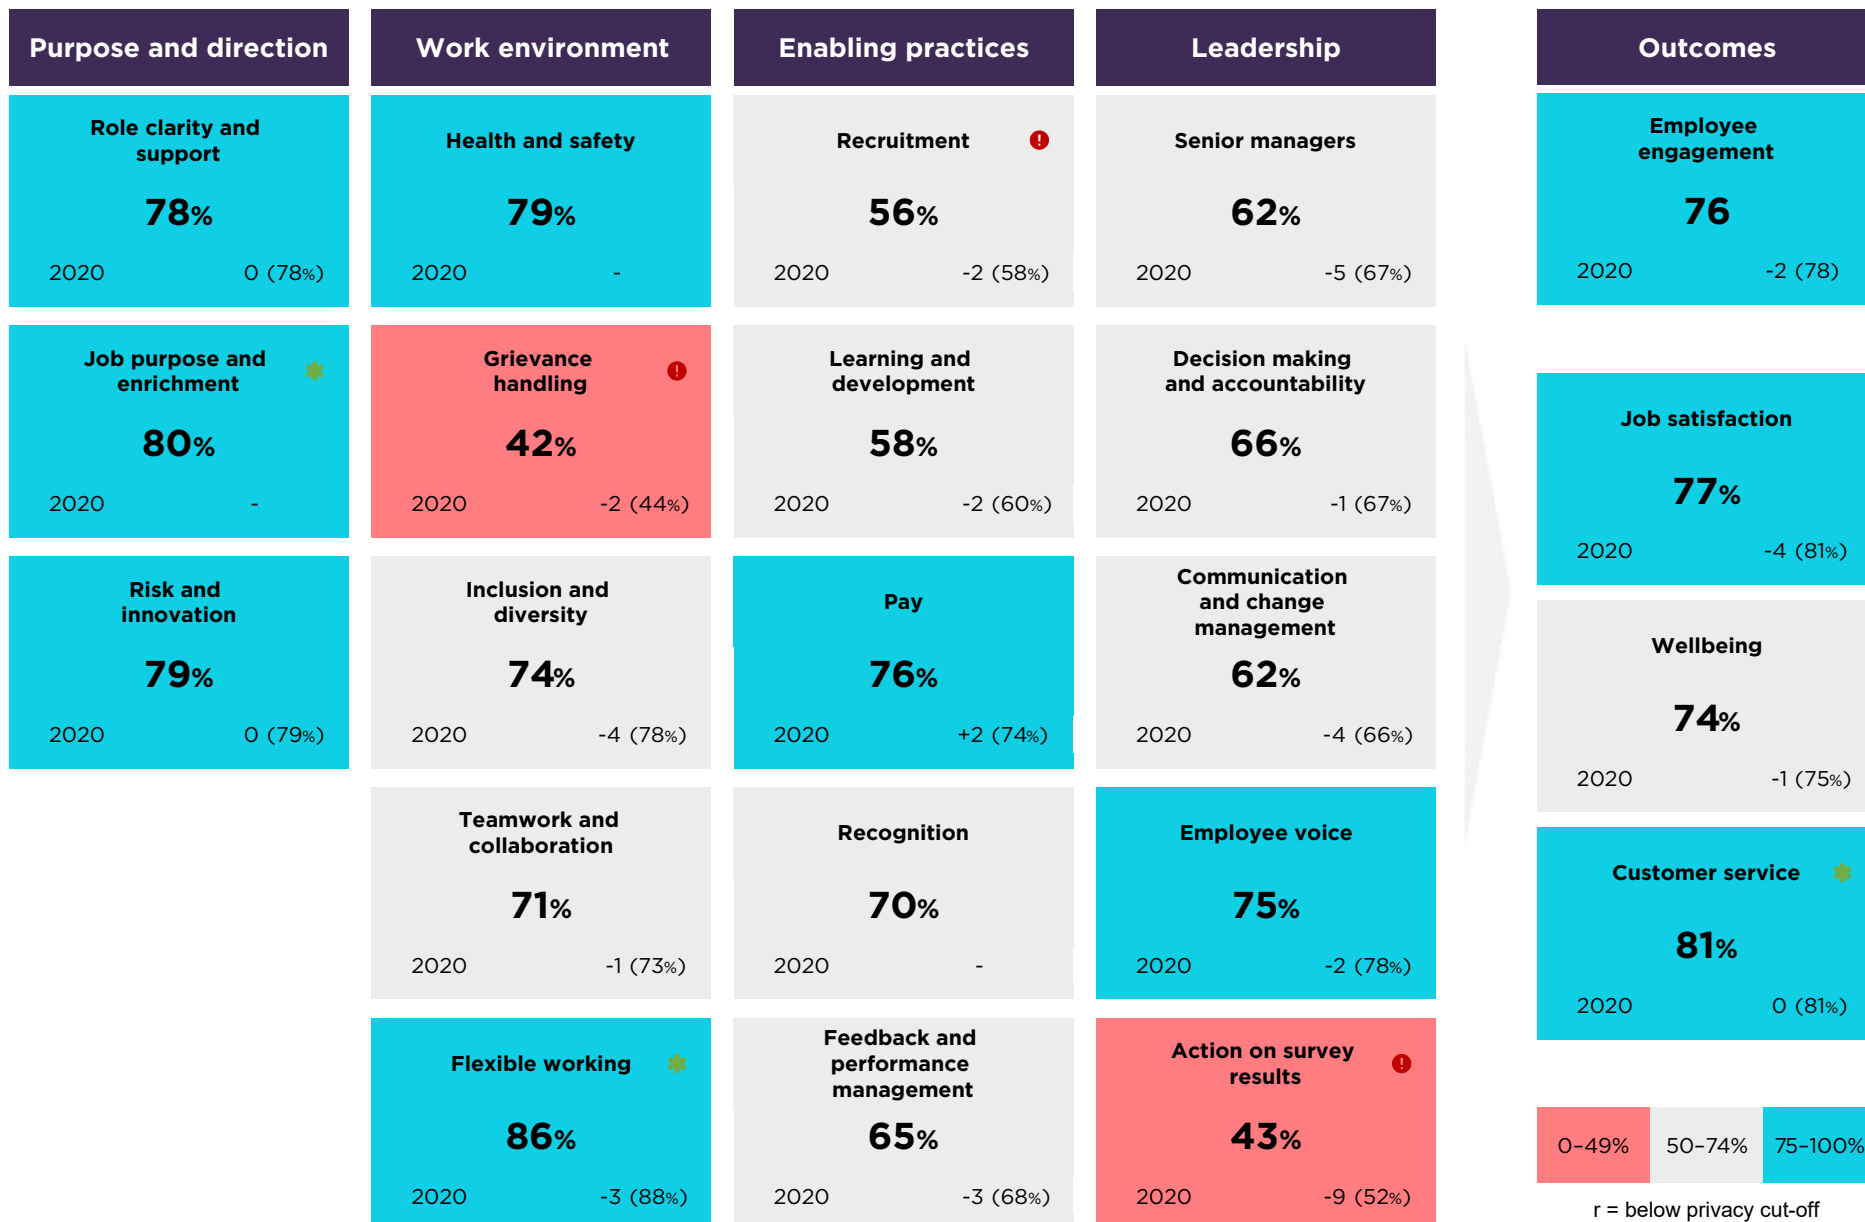 Purpose and direction
Role clarity and
support
78%
2020 0 (78%)
Job purpose and
enrichment
80%
2020 -
Risk and
innovation
79%
2020 0 (79%)
Work environment
Health and safety
79%
2020 -
Grievance
handling
42%
2020 -2 (44%)
Inclusion and
diversity
74%
2020 -4 (78%)
Teamwork and
collaboration
71%
2020 -1 (73%)
Flexible working
86%
2020 -3 (88%)
Enabling practices
Recruitment
56%
2020 -2 (58%)
Learning and
development
58%
2020 -2 (60%)
Pay
76%
2020 +2 (74%)
Recognition
70%
2020 -
Feedback and
performance
management
65%
2020 -3 (68%)
Leadership
Senior managers
62%
2020 -5 (67%)
Decision making
and accountability
66%
2020 -1 (67%)
Communication
and change
management
62%
2020 -4 (66%)
Employee voice
75%
2020 -2 (78%)
Action on survey
results
43%
2020 -9 (52%)
Outcomes
Employee
engagement
76
2020 -2 (78)
Job satisfaction
77%
2020 -4 (81%)
Wellbeing
74%
2020 -1 (75%)
Customer service
81%
2020 0 (81%)
0–49% 50–74% 75–100%
r = below privacy cut-off